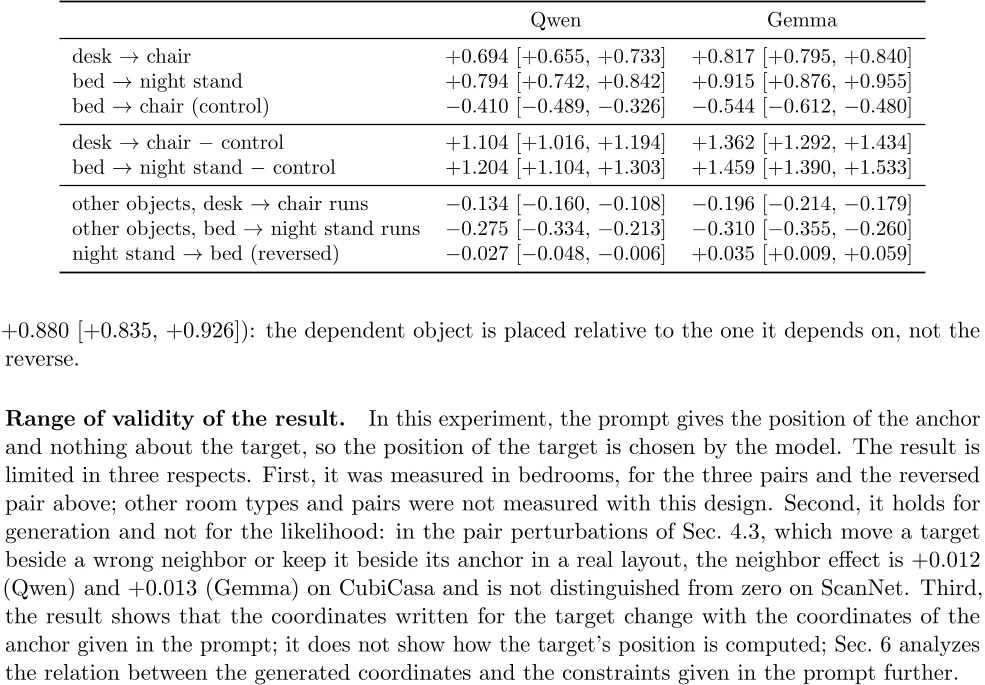 Qwen Gemma
desk → chair +0.694 [+0.655, +0.733] +0.817 [+0.795, +0.840]
bed → night stand +0.794 [+0.742, +0.842] +0.915 [+0.876, +0.955]
bed → chair (control) −0.410 [−0.489, −0.326] −0.544 [−0.612, −0.480]
desk → chair − control +1.104 [+1.016, +1.194] +1.362 [+1.292, +1.434]
bed → night stand − control +1.204 [+1.104, +1.303] +1.459 [+1.390, +1.533]
other objects, desk → chair runs −0.134 [−0.160, −0.108] −0.196 [−0.214, −0.179]
other objects, bed → night stand runs −0.275 [−0.334, −0.213] −0.310 [−0.355, −0.260]
night stand → bed (reversed) −0.027 [−0.048, −0.006] +0.035 [+0.009, +0.059]
+0.880 [+0.835, +0.926]): the dependent object is placed relative to the one it depends on, not the
reverse.
Range of validity of the result. In this experiment, the prompt gives the position of the anchor
and nothing about the target, so the position of the target is chosen by the model. The result is
limited in three respects. First, it was measured in bedrooms, for the three pairs and the reversed
pair above; other room types and pairs were not measured with this design. Second, it holds for
generation and not for the likelihood: in the pair perturbations of Sec. 4.3, which move a target
beside a wrong neighbor or keep it beside its anchor in a real layout, the neighbor effect is +0.012
(Qwen) and +0.013 (Gemma) on CubiCasa and is not distinguished from zero on ScanNet. Third,
the result shows that the coordinates written for the target change with the coordinates of the
anchor given in the prompt; it does not show how the target's position is computed; Sec. 6 analyzes
the relation between the generated coordinates and the constraints given in the prompt further.